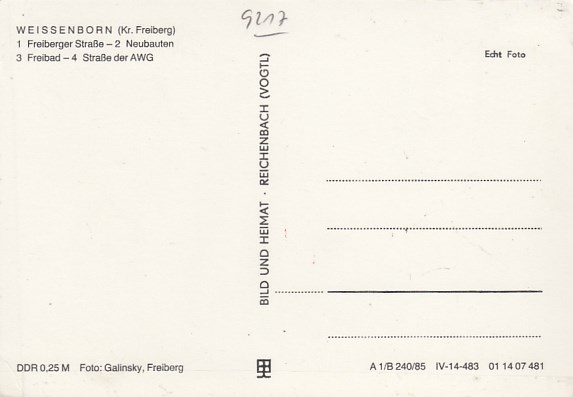 9217
WEISSENBORN (Kr. Freiberg)
1 Freiberger Straße – 2 Neubauten
3 Freibad – 4 Straße der AWG
Echt Foto
BILD UND HEIMAT · REICHENBACH (VOGTL)
DDR 0,25 M Foto: Galinsky, Freiberg
A 1/B 240/85 IV-14-483 01 14 07 481